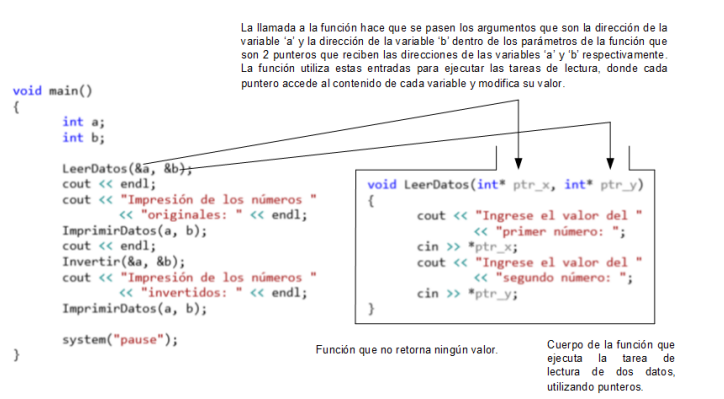 La llamada a la función hace que se pasen los argumentos que son la dirección de la
variable 'a' y la dirección de la variable 'b' dentro de los parámetros de la función que
son 2 punteros que reciben las direcciones de las variables 'a' y 'b' respectivamente.
La función utiliza estas entradas para ejecutar las tareas de lectura, donde cada
puntero accede al contenido de cada variable y modifica su valor.
void main()
{
int a;
int b;
LeerDatos(&a, &b);
cout << endl;
cout << "Impresión de los números "
<< "originales: " << endl;
ImprimirDatos(a, b);
cout << endl;
Invertir(&a, &b);
cout << "Impresión de los números "
<< "invertidos: " << endl;
ImprimirDatos(a, b);
system("pause");
}
void LeerDatos(int* ptr_x, int* ptr_y)
{
cout << "Ingrese el valor del "
<< "primer número: ";
cin >> *ptr_x;
cout << "Ingrese el valor del "
<< "segundo número: ";
cin >> *ptr_y;
}
Función que no retorna ningún valor.
Cuerpo de la función que
ejecuta la tarea de
lectura de dos datos,
utilizando punteros.